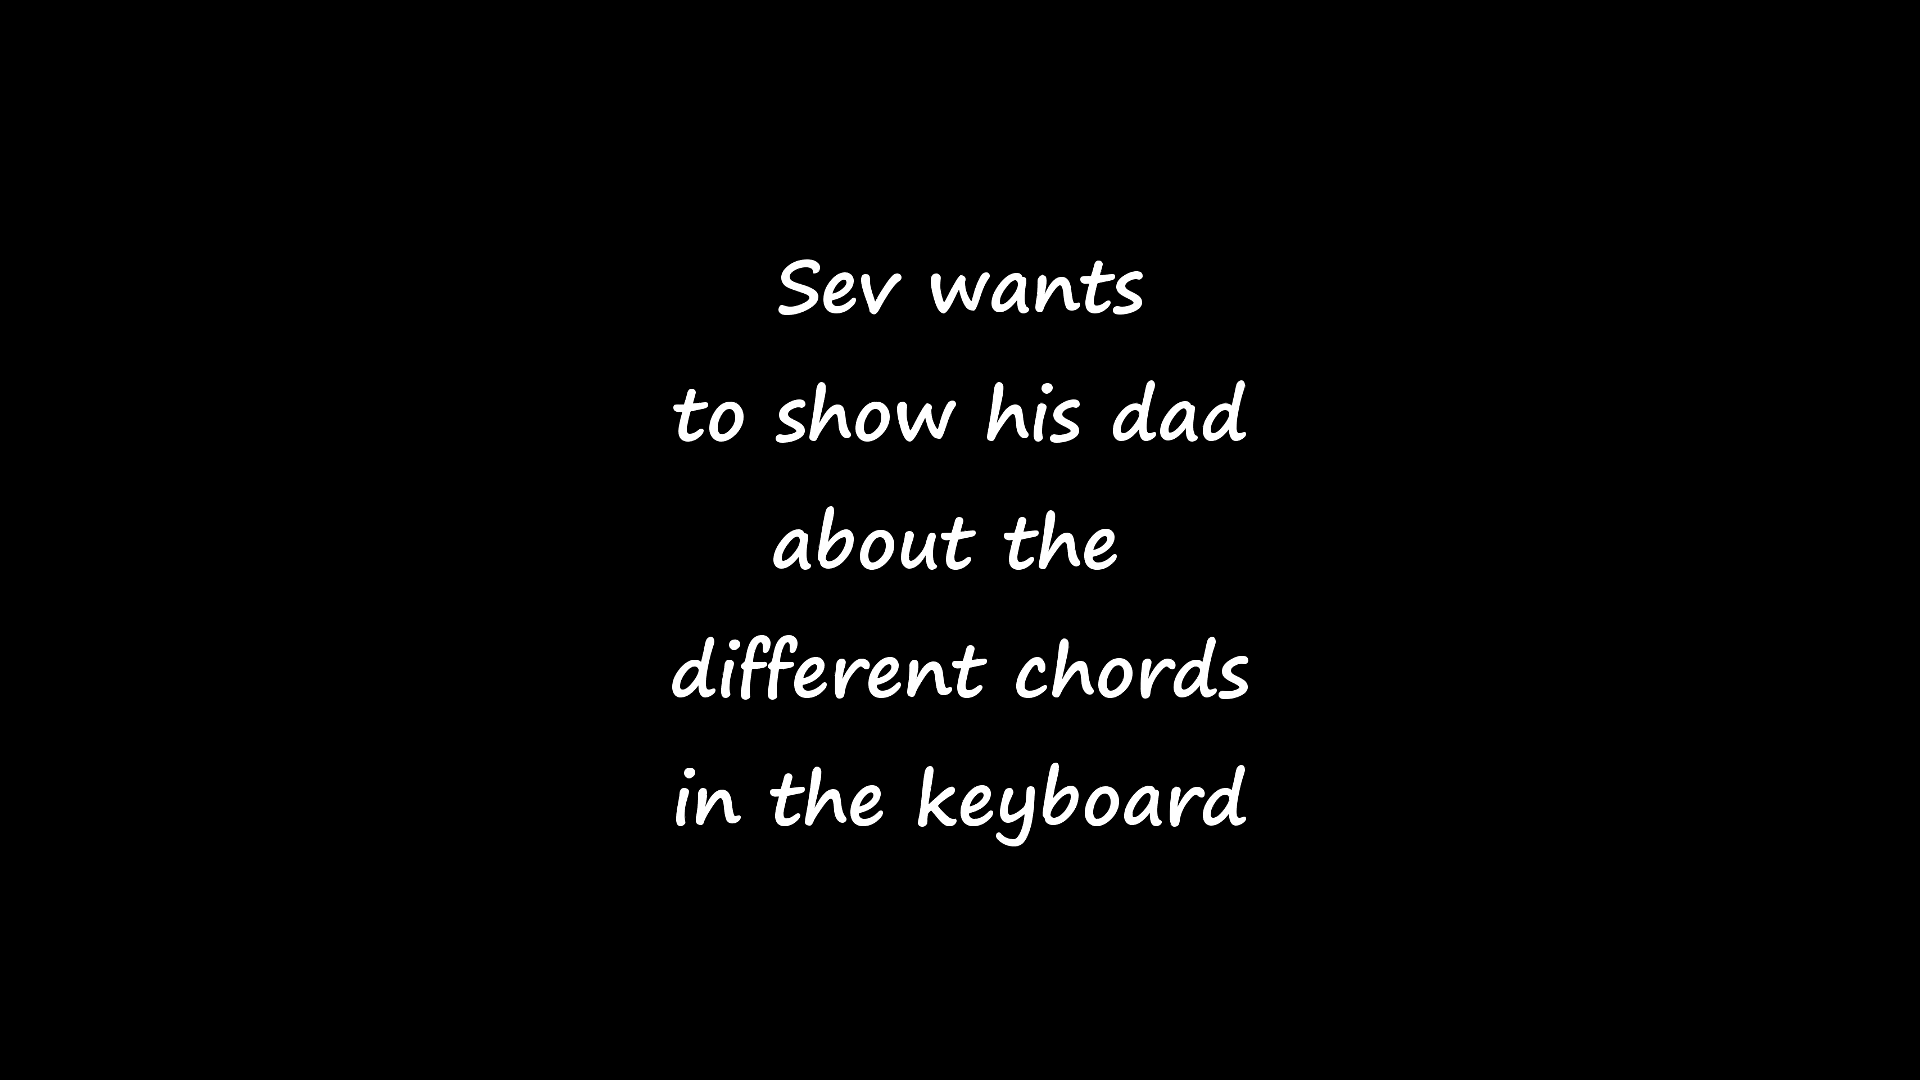 Sev wants
to show his dad
about the
different chords
in the keyboard